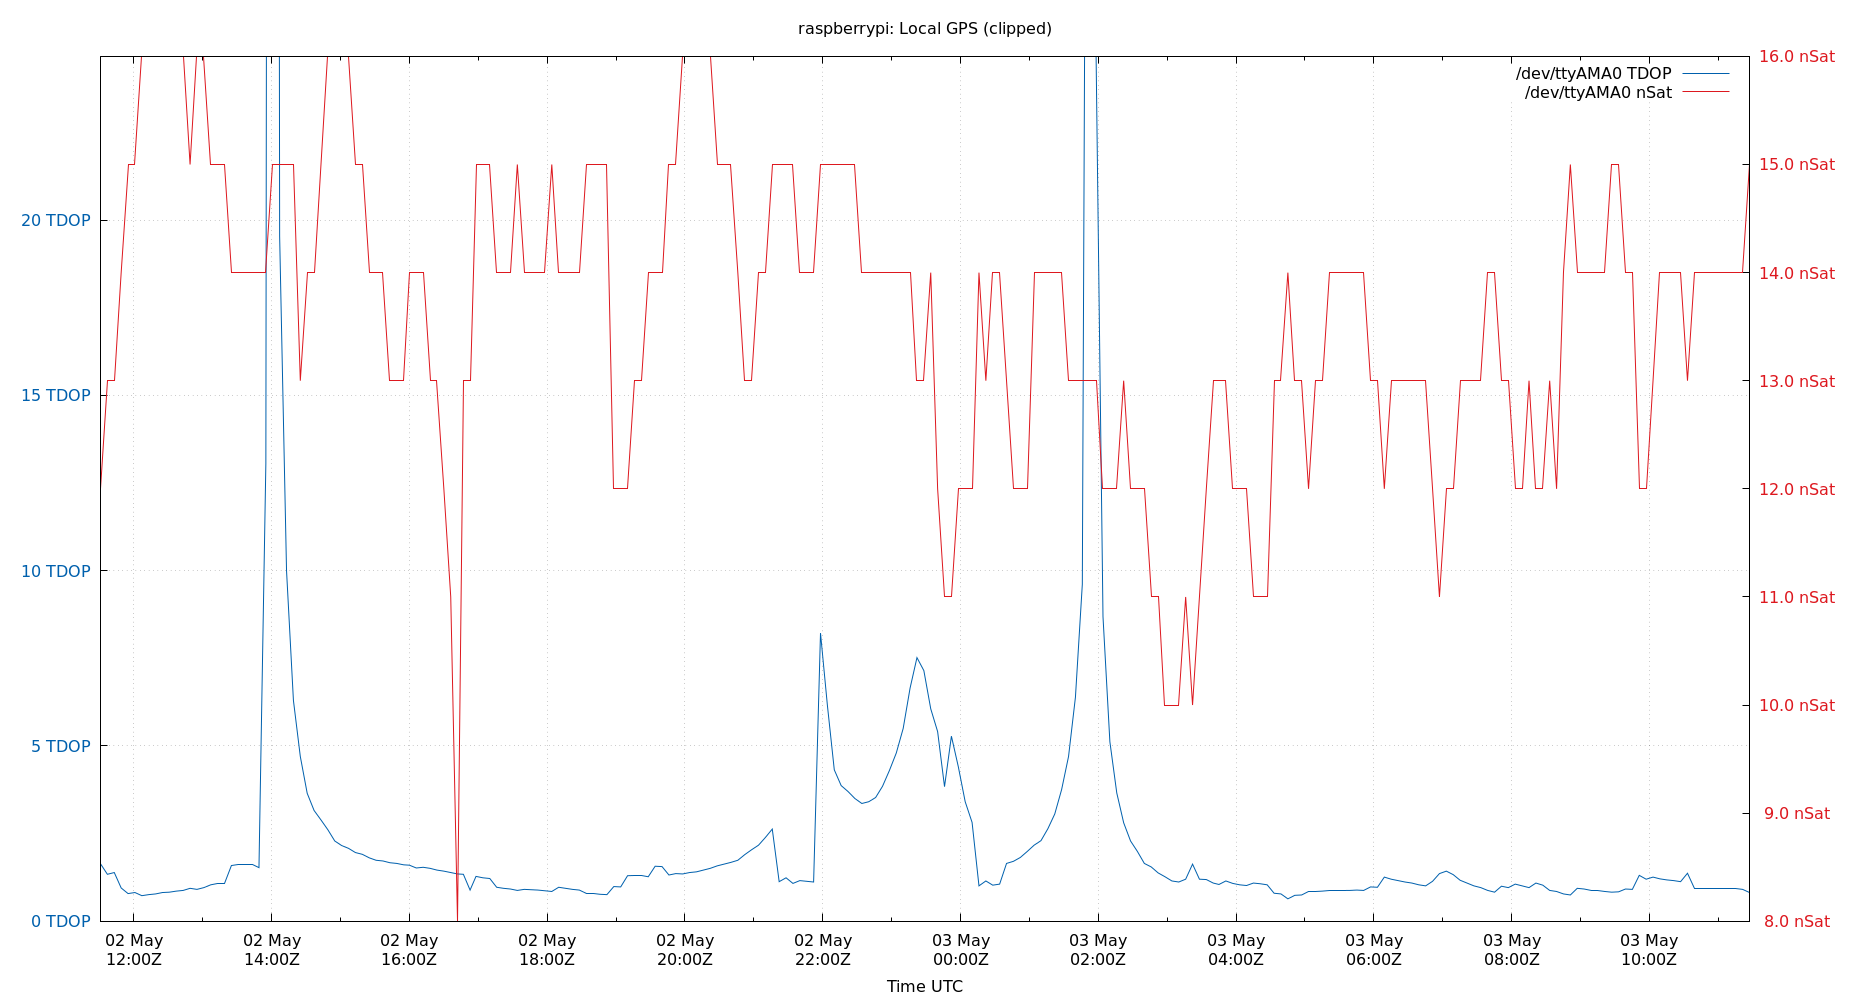 raspberrypi: Local GPS (clipped)
/dev/ttyAMA0 TDOP
/dev/ttyAMA0 nSat
20 TDOP
15 TDOP
10 TDOP
5 TDOP
0 TDOP
16.0 nSat
15.0 nSat
14.0 nSat
13.0 nSat
12.0 nSat
11.0 nSat
10.0 nSat
9.0 nSat
8.0 nSat
02 May
12:00Z
02 May
14:00Z
02 May
16:00Z
02 May
18:00Z
02 May
20:00Z
02 May
22:00Z
03 May
00:00Z
03 May
02:00Z
03 May
04:00Z
03 May
06:00Z
03 May
08:00Z
03 May
10:00Z
Time UTC